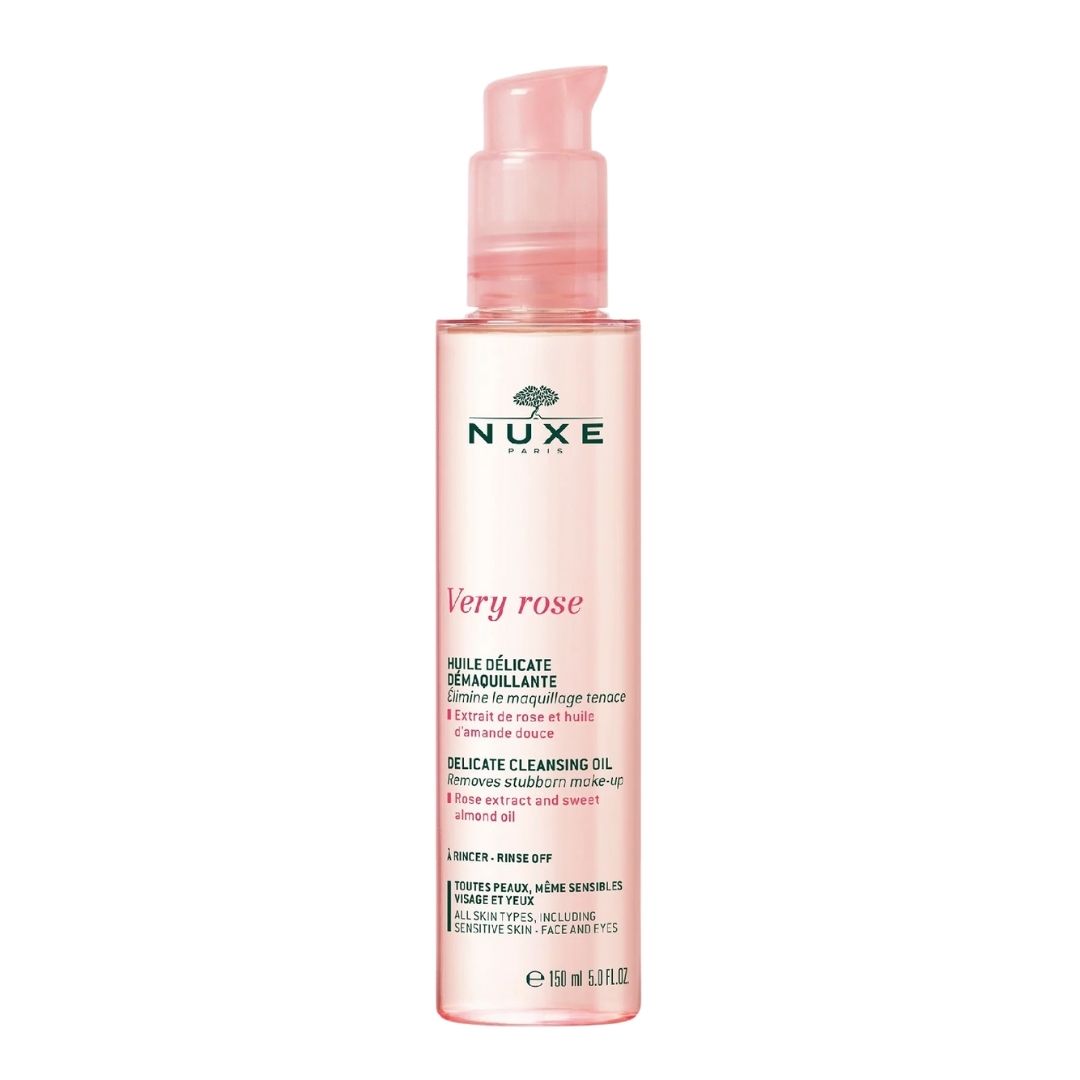 NUXE
PARIS
Very rose
HUILE DÉLICATE
DÉMAQUILLANTE
Élimine le maquillage tenace
Extrait de rose et huile
d'amande douce
DELICATE CLEANSING OIL
Removes stubborn make-up
Rose extract and sweet
almond oil
À RINCER - RINSE OFF
TOUTES PEAUX, MÊME SENSIBLES
VISAGE ET YEUX
ALL SKIN TYPES, INCLUDING
SENSITIVE SKIN - FACE AND EYES
℮ 150 ml 5.0 FL.OZ.